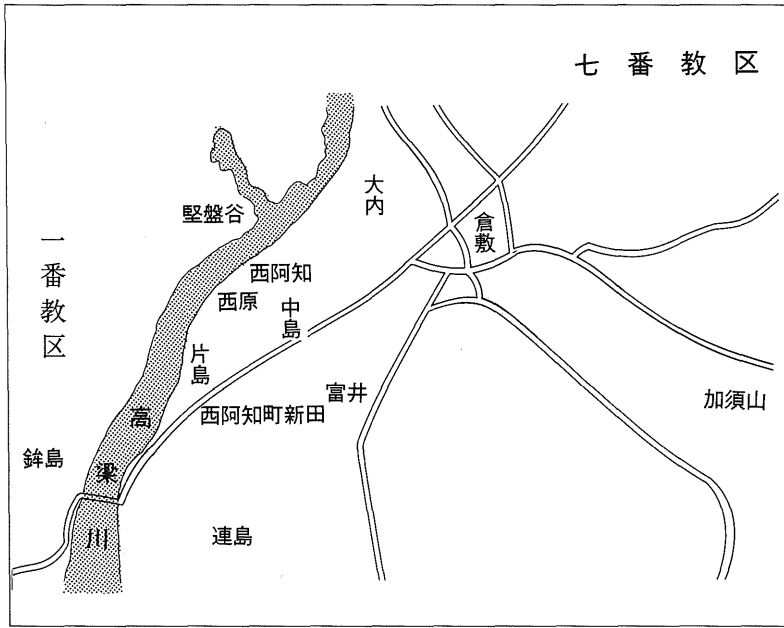 七番教区
大内
倉敷
堅盤谷
一番教区
西阿知
西原
中島
片島
富井
加須山
西阿知町新田
鉾島
連島
高梁川